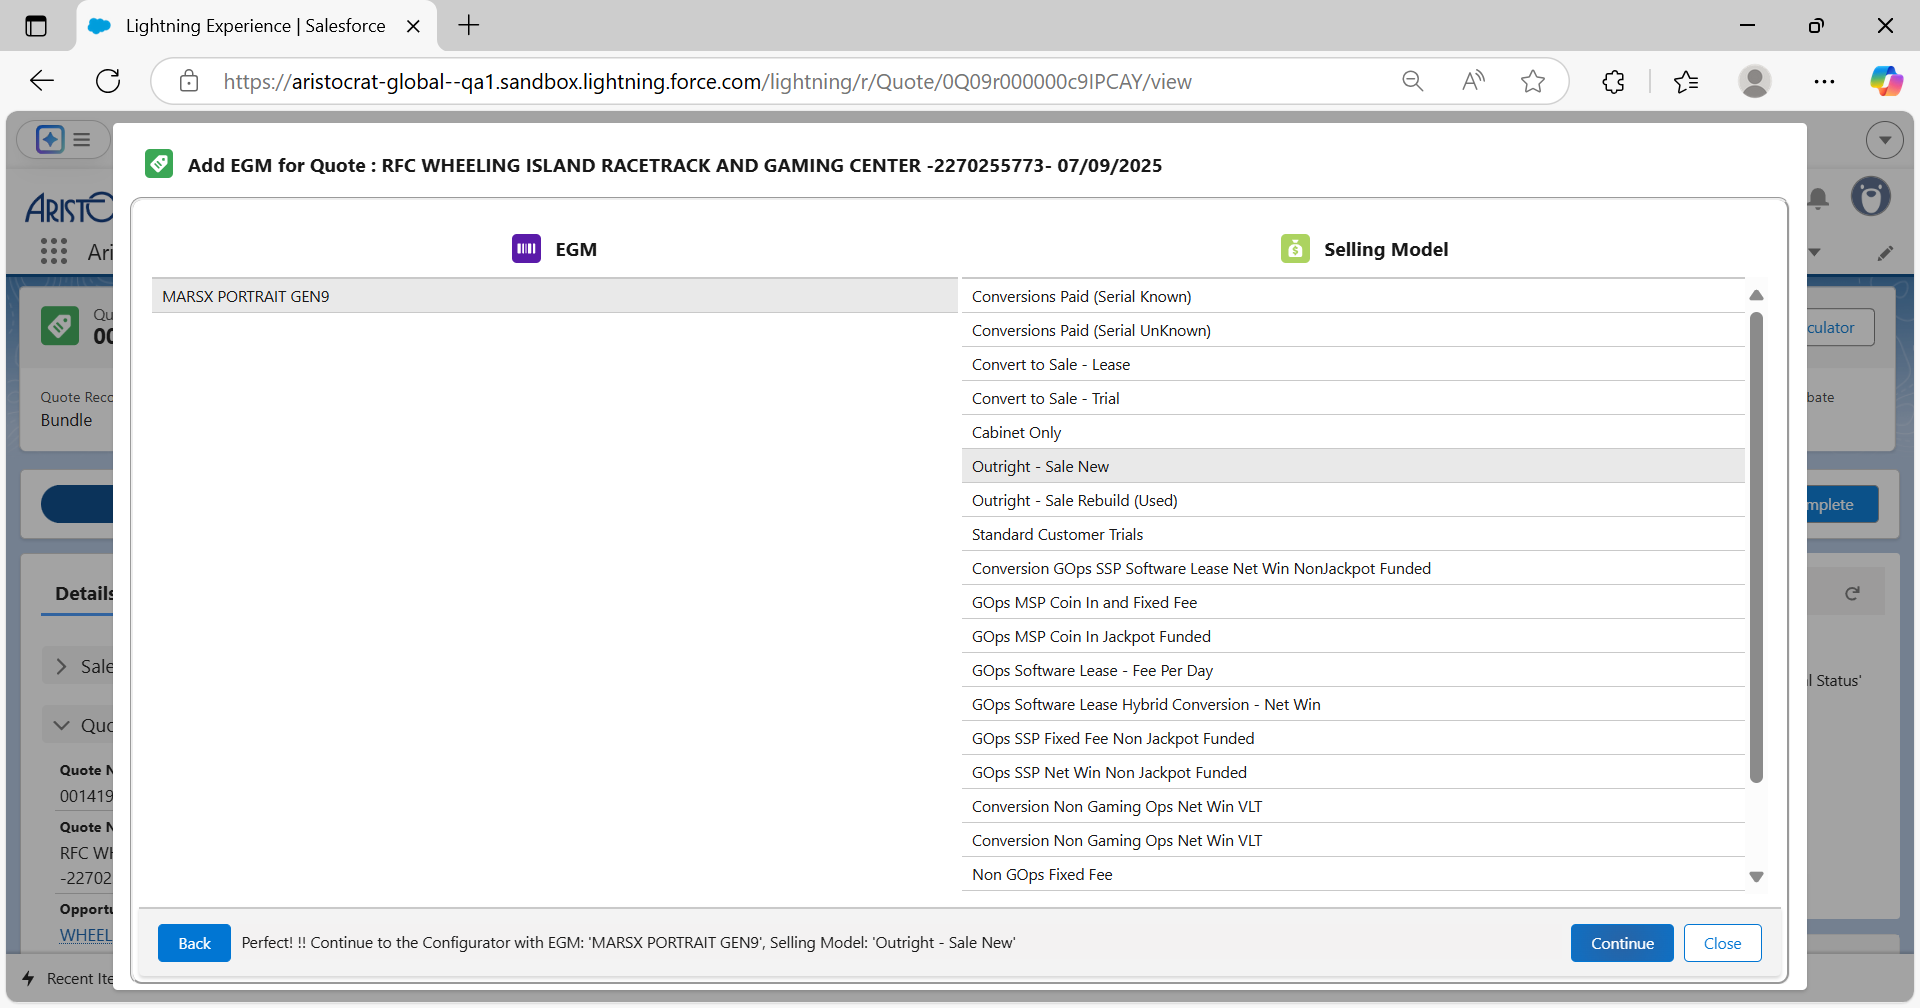 Lightning Experience | Salesforce
https://aristocrat-global--qa1.sandbox.lightning.force.com/lightning/r/Quote/0Q09r000000c9IPCAY/view
Add EGM for Quote : RFC WHEELING ISLAND RACETRACK AND GAMING CENTER -2270255773- 07/09/2025
EGM
Selling Model
MARSX PORTRAIT GEN9
Conversions Paid (Serial Known)
Conversions Paid (Serial UnKnown)
Convert to Sale - Lease
Convert to Sale - Trial
Cabinet Only
Outright - Sale New
Outright - Sale Rebuild (Used)
Standard Customer Trials
Conversion GOps SSP Software Lease Net Win NonJackpot Funded
GOps MSP Coin In and Fixed Fee
GOps MSP Coin In Jackpot Funded
GOps Software Lease - Fee Per Day
GOps Software Lease Hybrid Conversion - Net Win
GOps SSP Fixed Fee Non Jackpot Funded
GOps SSP Net Win Non Jackpot Funded
Conversion Non Gaming Ops Net Win VLT
Conversion Non Gaming Ops Net Win VLT
Non GOps Fixed Fee
Back
Perfect! !! Continue to the Configurator with EGM: 'MARSX PORTRAIT GEN9', Selling Model: 'Outright - Sale New'
Continue
Close
ARISTO
Ari
Qu
00
culator
Quote Reco
Bundle
bate
mplete
Details
Sale
l Status'
Quo
Quote N
001419
Quote N
RFC WH
-22702
Opportu
WHEEL
Recent Ite